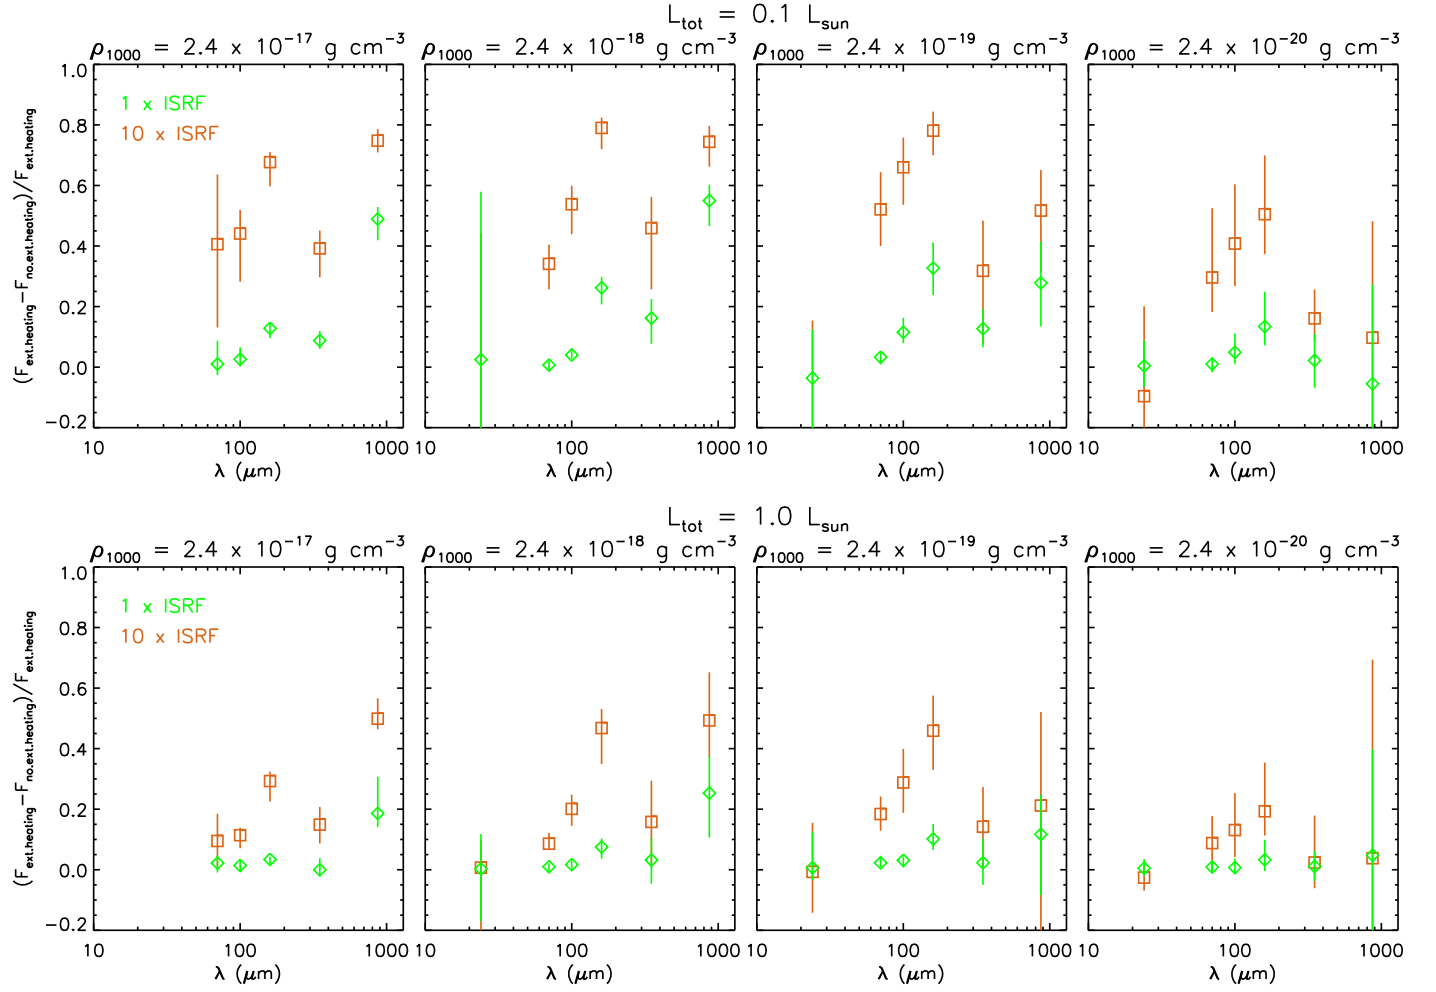 L_tot = 0.1 L_sun
ρ_1000 = 2.4 x 10^−17 g cm^−3 ρ_1000 = 2.4 x 10^−18 g cm^−3 ρ_1000 = 2.4 x 10^−19 g cm^−3 ρ_1000 = 2.4 x 10^−20 g cm^−3
1.0
1 x ISRF
10 x ISRF
0.8
0.6
0.4
0.2
0.0
−0.2
(F_ext.heating−F_no.ext.heating)/F_ext.heating
10 100 1000 10 100 1000 10 100 1000 10 100 1000
λ (μm) λ (μm) λ (μm) λ (μm)
L_tot = 1.0 L_sun
ρ_1000 = 2.4 x 10^−17 g cm^−3 ρ_1000 = 2.4 x 10^−18 g cm^−3 ρ_1000 = 2.4 x 10^−19 g cm^−3 ρ_1000 = 2.4 x 10^−20 g cm^−3
1.0
1 x ISRF
10 x ISRF
0.8
0.6
0.4
0.2
0.0
−0.2
(F_ext.heating−F_no.ext.heating)/F_ext.heating
10 100 1000 10 100 1000 10 100 1000 10 100 1000
λ (μm) λ (μm) λ (μm) λ (μm)